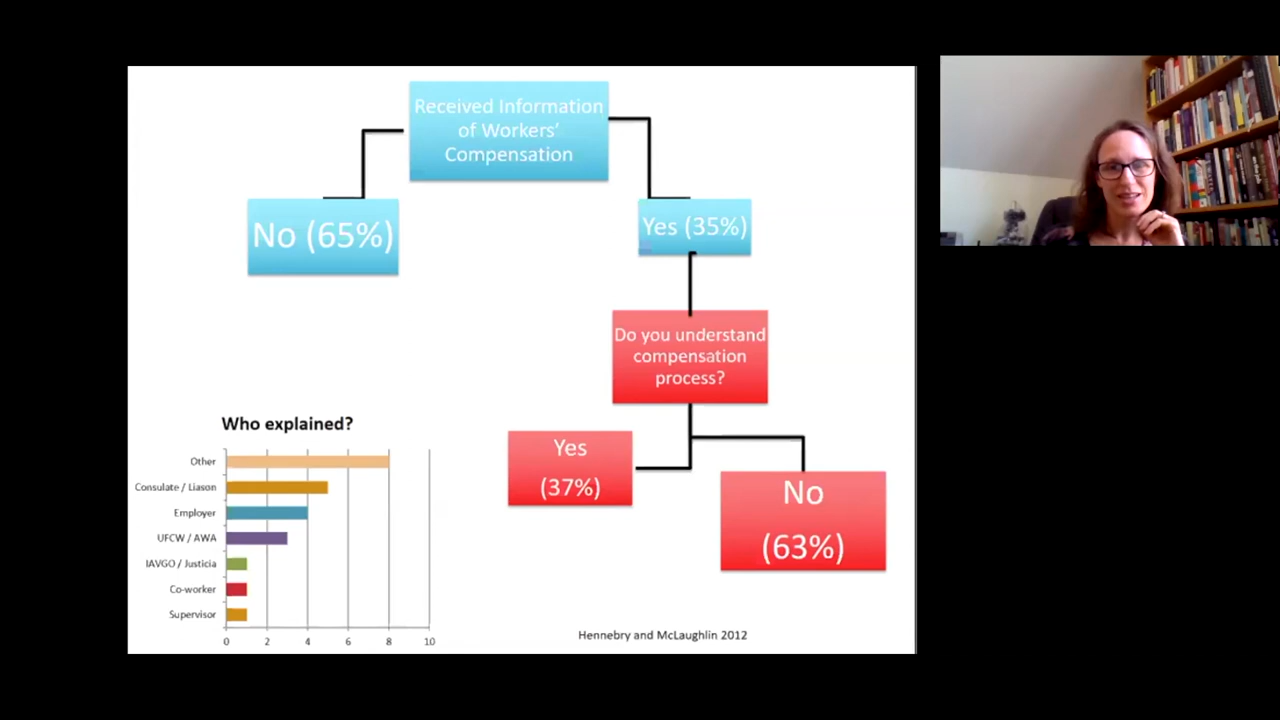 Received Information
of Workers'
Compensation
No (65%)
Yes (35%)
Do you understand
compensation
process?
Yes
(37%)
No
(63%)
Who explained?
Other
Consulate / Liason
Employer
UFCW / AWA
IAVGO / Justicia
Co-worker
Supervisor
0 2 4 6 8 10
Hennebry and McLaughlin 2012